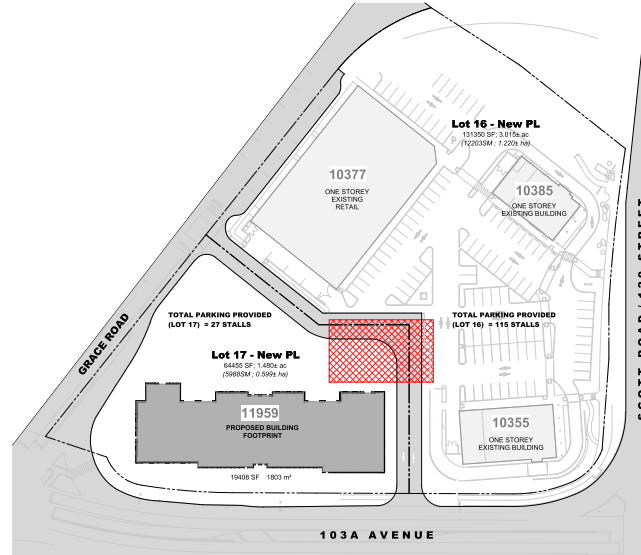 Lot 16 - New PL
131350 SF; 3.015± ac
(12203SM ; 1.220± ha)
10377
ONE STOREY
EXISTING
RETAIL
10385
ONE STOREY
EXISTING BUILDING
SCOTT ROAD / 120 STREET
GRACE ROAD
TOTAL PARKING PROVIDED
(LOT 17) = 27 STALLS
TOTAL PARKING PROVIDED
(LOT 16) = 115 STALLS
Lot 17 - New PL
64455 SF; 1.480± ac
(5988SM ; 0.599± ha)
11959
PROPOSED BUILDING
FOOTPRINT
19408 SF 1803 m²
10355
ONE STOREY
EXISTING BUILDING
103A AVENUE